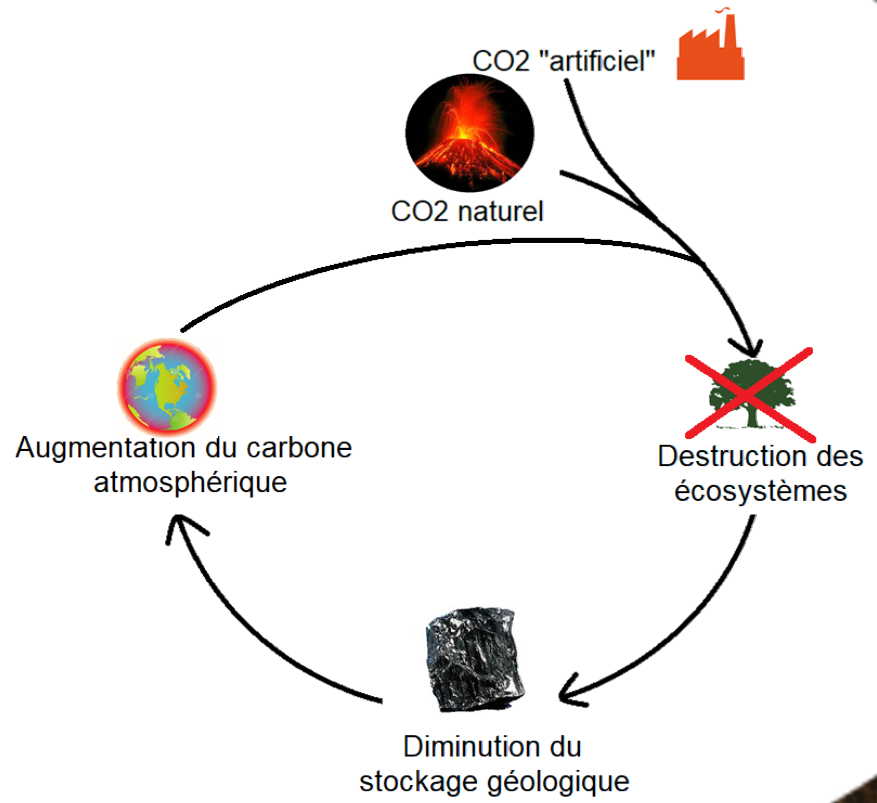 CO2 "artificiel"
CO2 naturel
Augmentation du carbone
atmosphérique
Destruction des
écosystèmes
Diminution du
stockage géologique